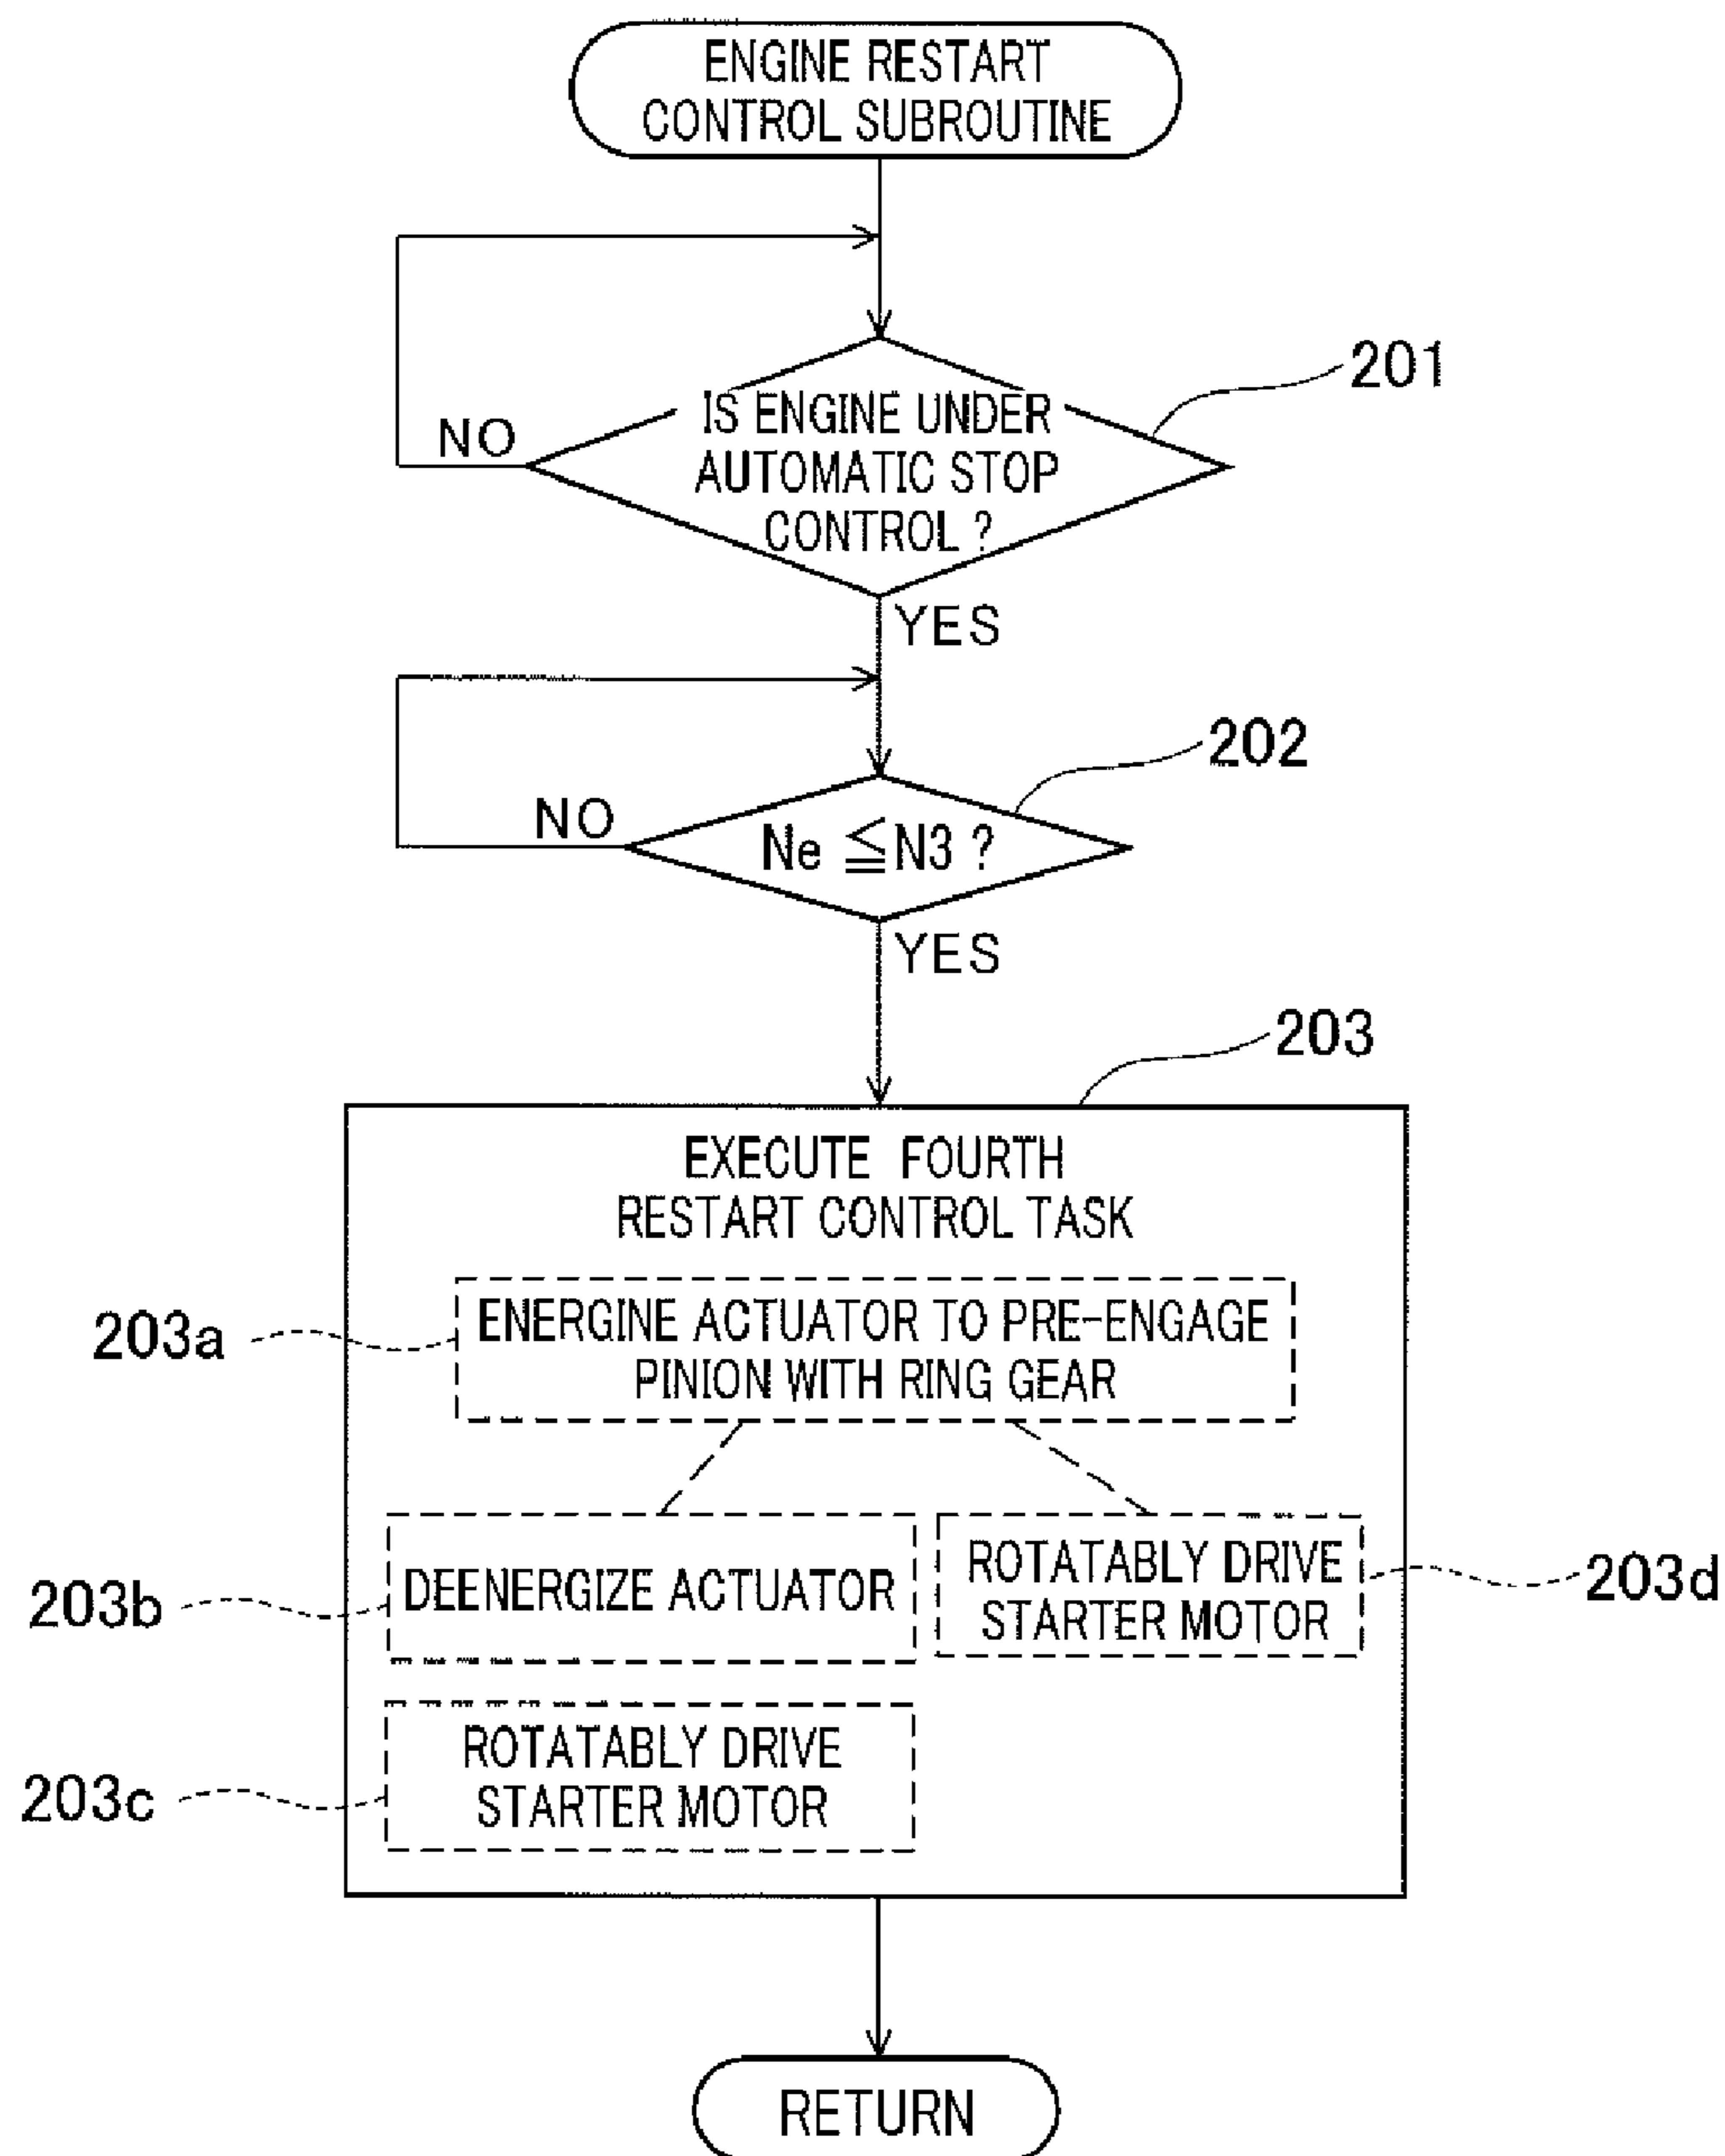 ENGINE RESTART
CONTROL SUBROUTINE
201
IS ENGINE UNDER
AUTOMATIC STOP
CONTROL ?
NO
YES
202
Ne ≦N3 ?
NO
YES
203
EXECUTE FOURTH
RESTART CONTROL TASK
203a
ENERGINE ACTUATOR TO PRE-ENGAGE
PINION WITH RING GEAR
203b
DEENERGIZE ACTUATOR
ROTATABLY DRIVE
STARTER MOTOR
203d
203c
ROTATABLY DRIVE
STARTER MOTOR
RETURN